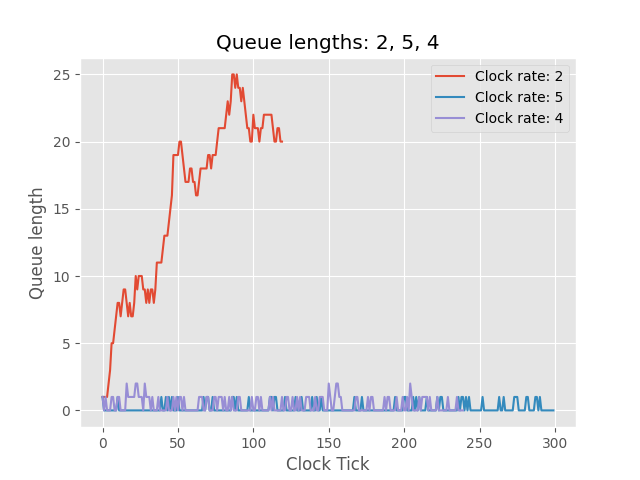 Queue lengths: 2, 5, 4
Clock rate: 2
Clock rate: 5
Clock rate: 4
Queue length
25
20
15
10
5
0
0 50 100 150 200 250 300
Clock Tick